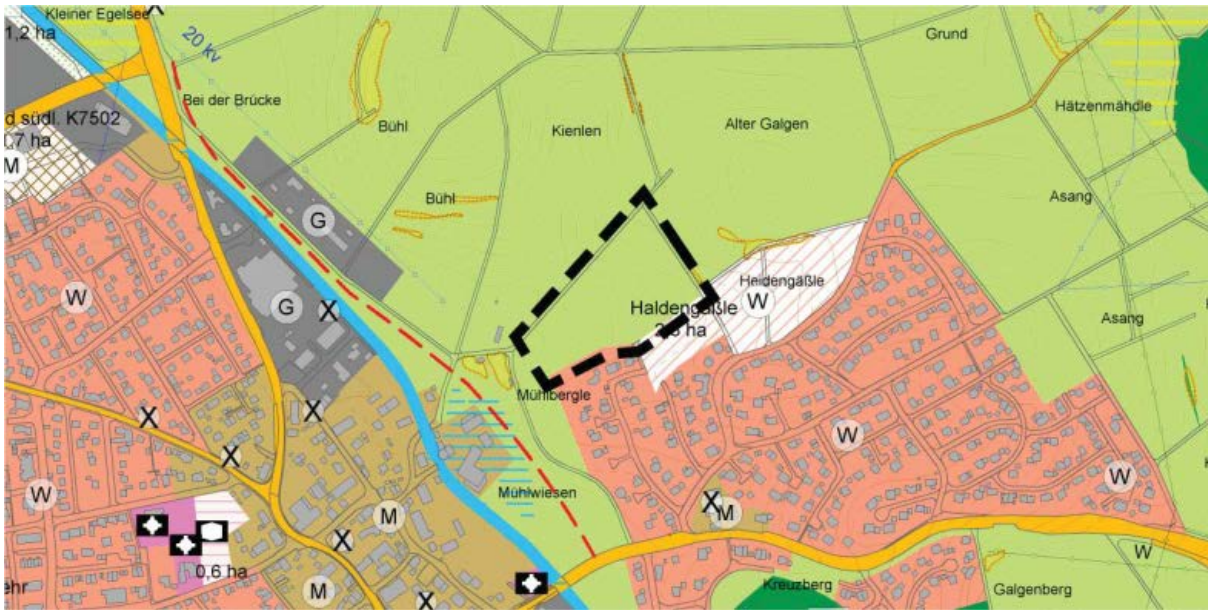 Kleiner Egelsee
X
1,2 ha
20 kv
Grund
Bei der Brücke
Hätzenmähdle
d südl. K7502
,7 ha
M
Bühl
Kienlen
Alter Galgen
Bühl
Asang
G
W
G
X
Heidengäßle
W
Haldengäßle
Asang
Mühlbergle
X
X
W
X
W
Mühlwiesen
W
X
M
M
X
0,6 ha
W
ehr
M
X
Kreuzberg
Galgenberg